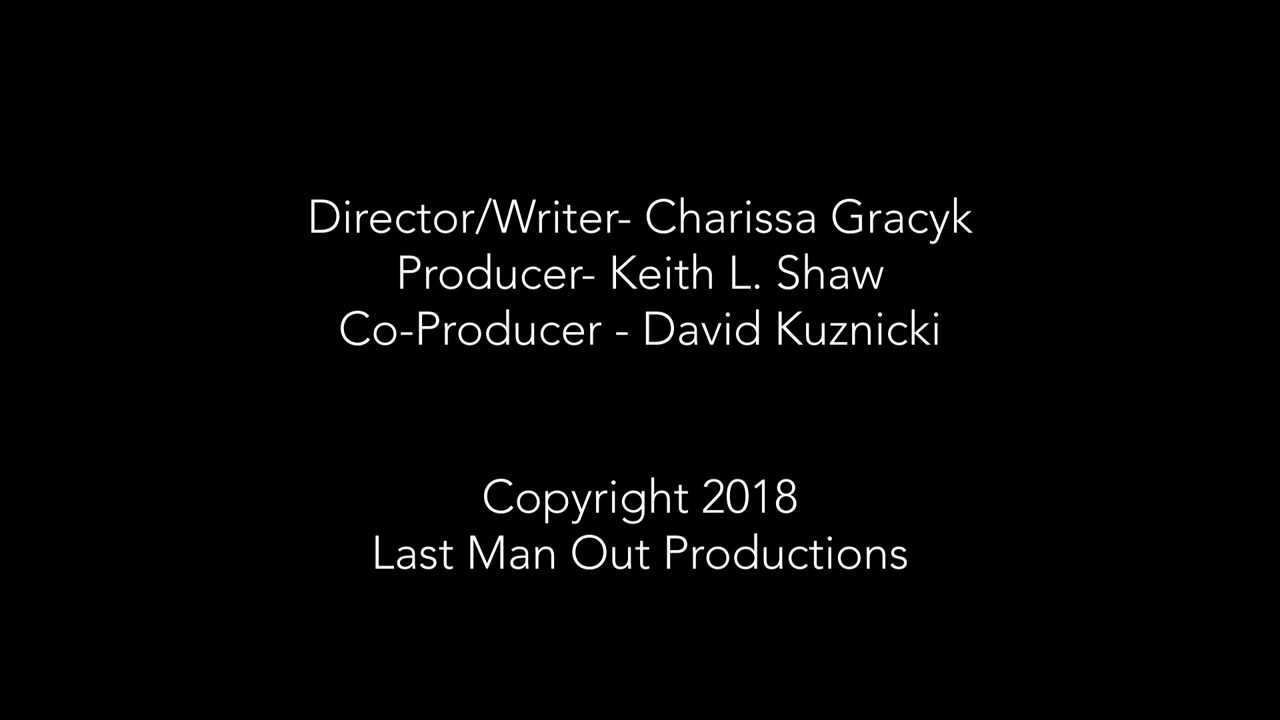 Director/Writer- Charissa Gracyk
Producer- Keith L. Shaw
Co-Producer - David Kuznicki
Copyright 2018
Last Man Out Productions